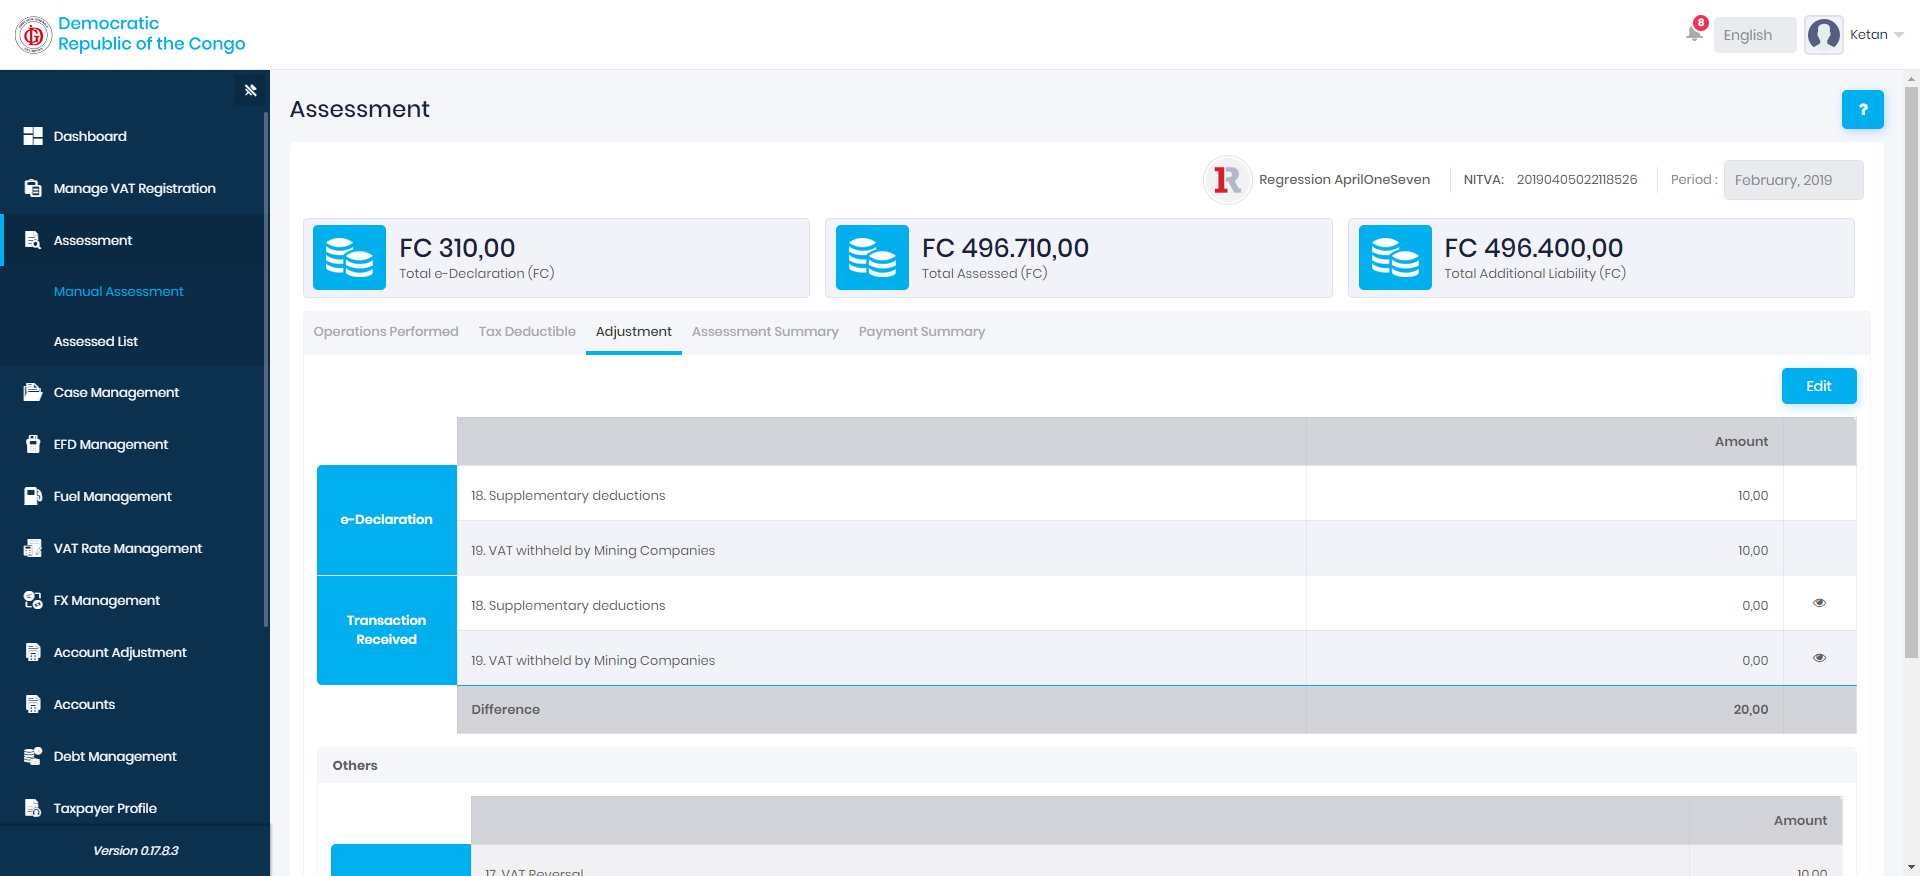 Democratic
Republic of the Congo
8
English
Ketan
Dashboard
Manage VAT Registration
Assessment
Manual Assessment
Assessed List
Case Management
EFD Management
Fuel Management
VAT Rate Management
FX Management
Account Adjustment
Accounts
Debt Management
Taxpayer Profile
Version 0.17.8.3
Assessment
?
1R
Regression AprilOneSeven
NITVA: 20190405022118526
Period : February, 2019
FC 310,00
Total e-Declaration (FC)
FC 496.710,00
Total Assessed (FC)
FC 496.400,00
Total Additional Liability (FC)
Operations Performed Tax Deductible Adjustment Assessment Summary Payment Summary
Edit
Amount
e-Declaration
18. Supplementary deductions 10,00
19. VAT withheld by Mining Companies 10,00
Transaction
Received
18. Supplementary deductions 0,00
19. VAT withheld by Mining Companies 0,00
Difference 20,00
Others
Amount
17. VAT Reversal 10,00